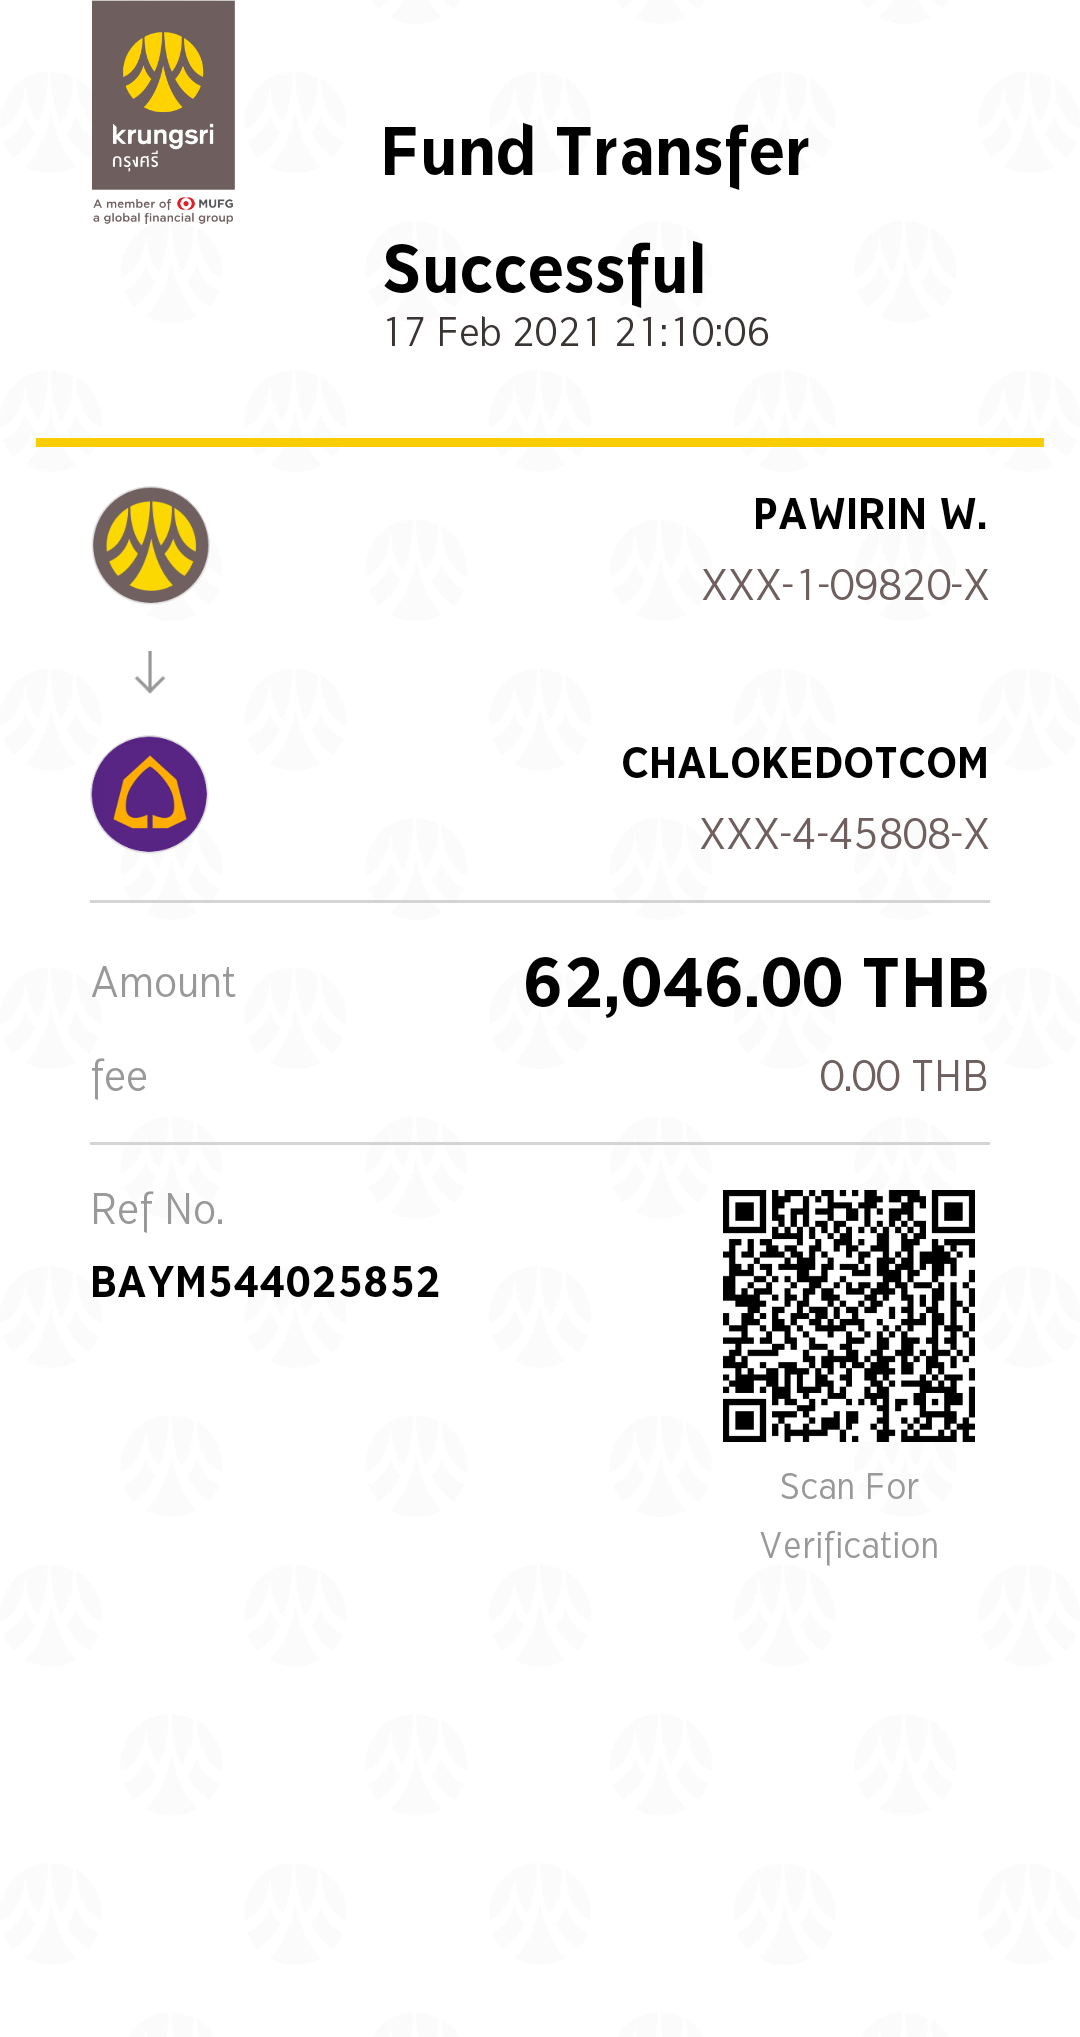 krungsri
กรุงศรี
A member of MUFG
a global financial group
Fund Transfer
Successful
17 Feb 2021 21:10:06
PAWIRIN W.
XXX-1-09820-X
CHALOKEDOTCOM
XXX-4-45808-X
Amount 62,046.00 THB
fee 0.00 THB
Ref No.
BAYM544025852
Scan For
Verification